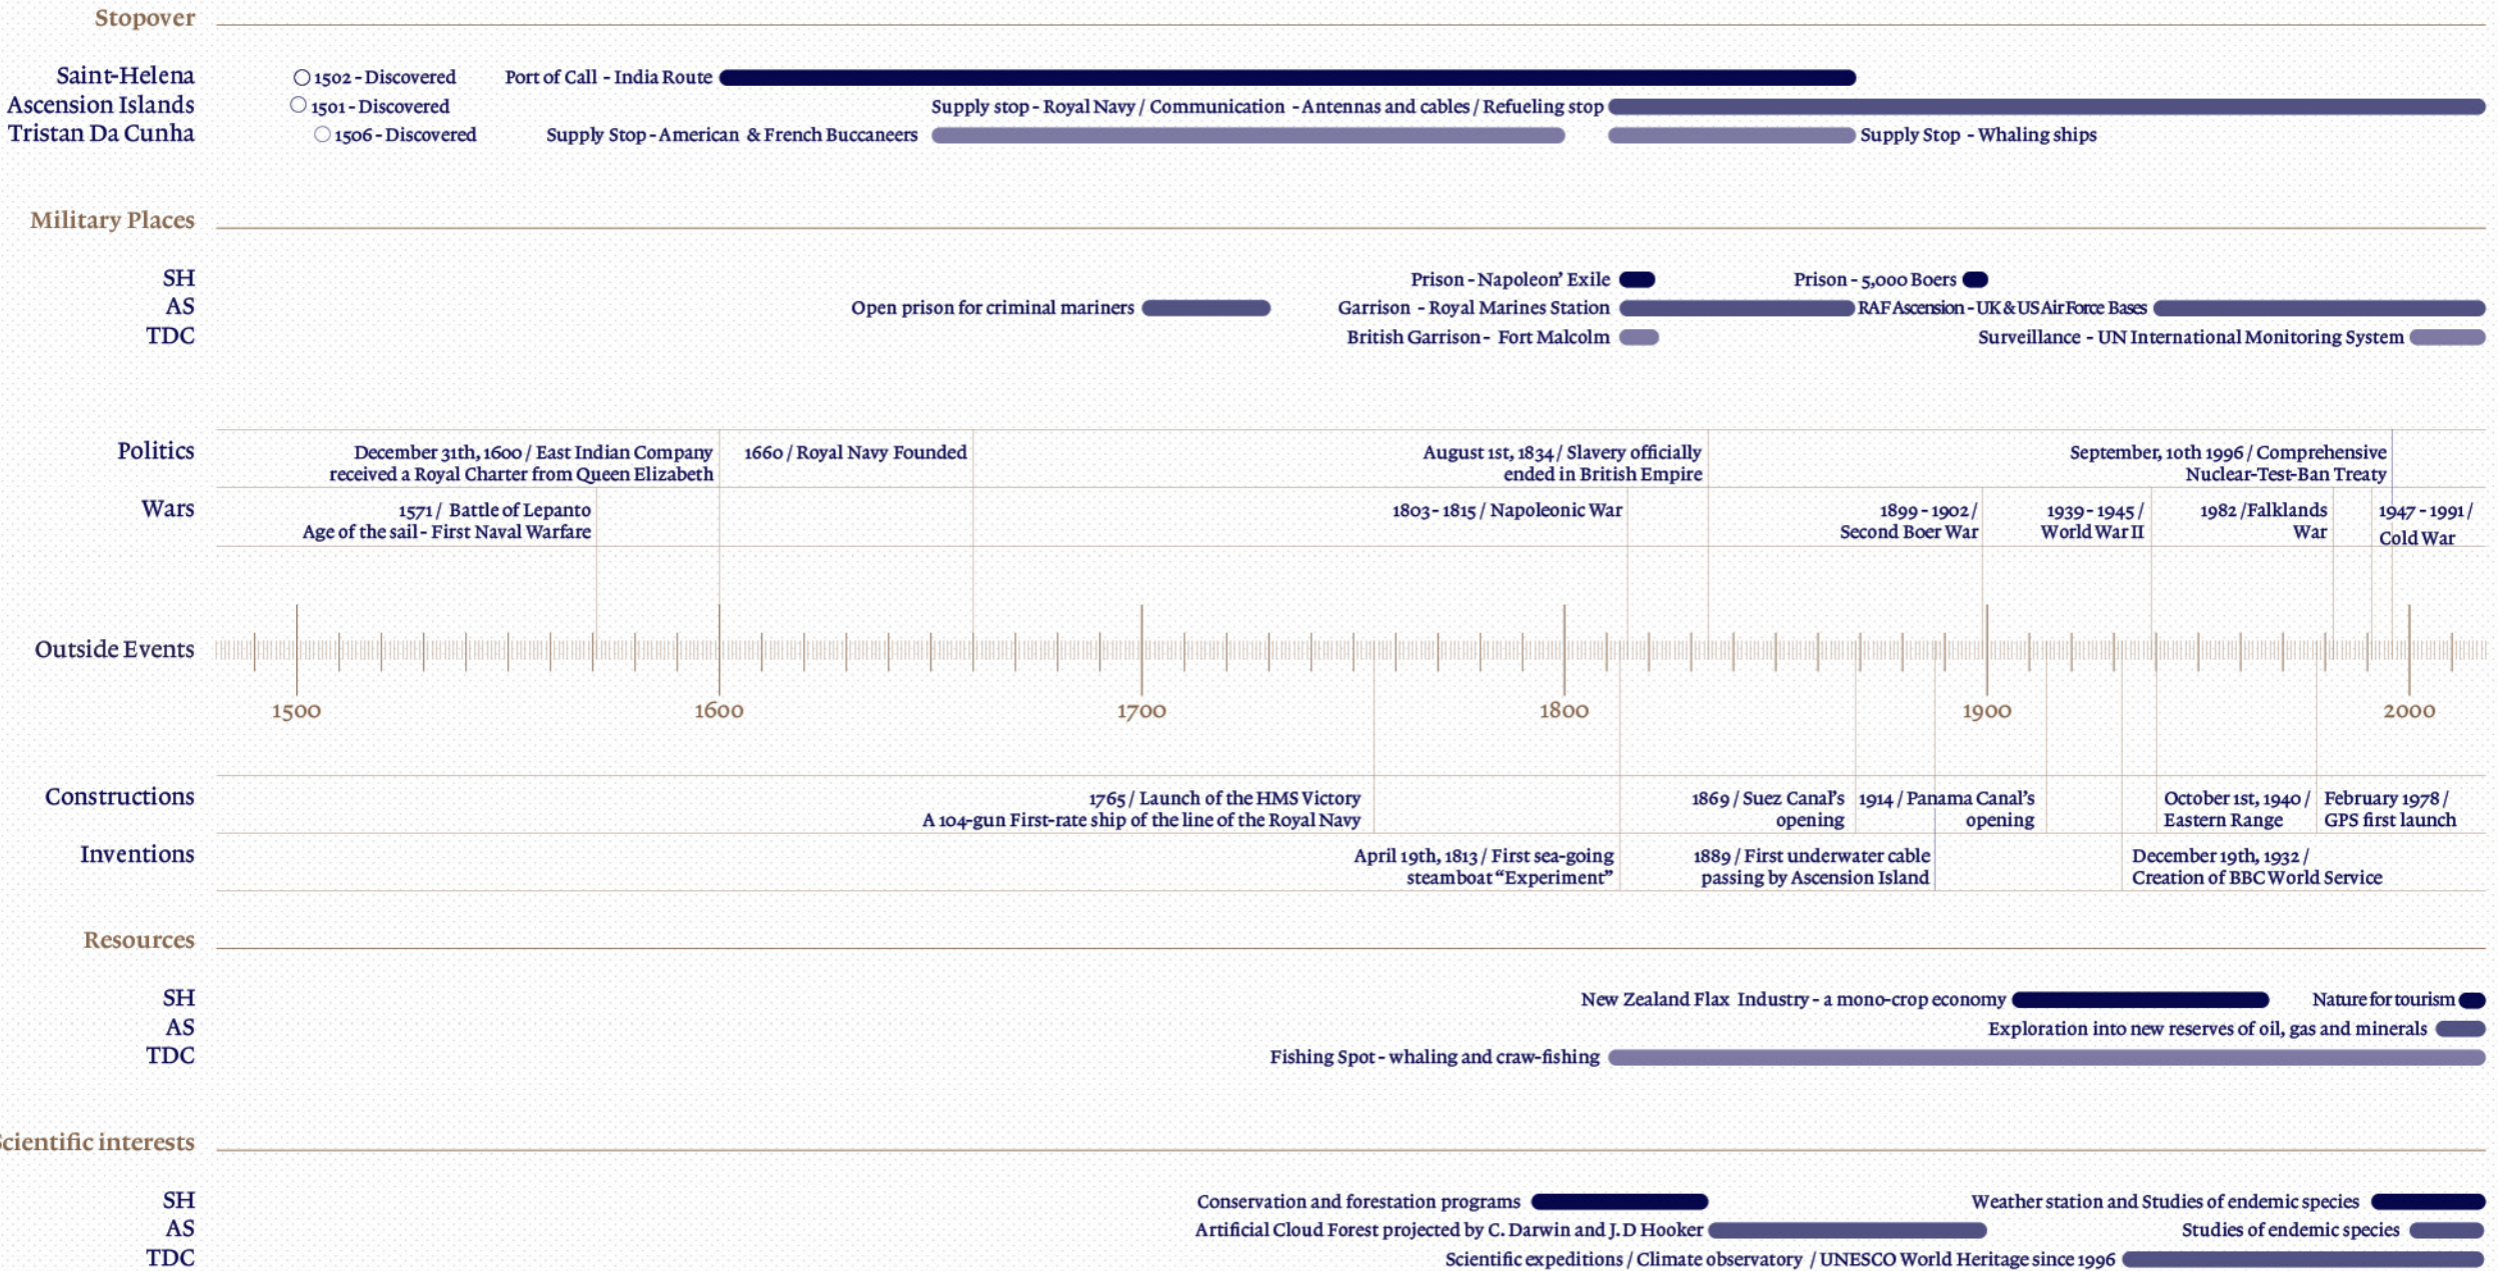 Stopover
Saint-Helena
1502 - Discovered
Port of Call - India Route
Ascension Islands
1501 - Discovered
Supply stop - Royal Navy / Communication - Antennas and cables / Refueling stop
Tristan Da Cunha
1506 - Discovered
Supply Stop - American & French Buccaneers
Supply Stop - Whaling ships
Military Places
SH
Prison - Napoleon’ Exile
Prison - 5,000 Boers
AS
Open prison for criminal mariners
Garrison - Royal Marines Station
RAF Ascension - UK & US Air Force Bases
TDC
British Garrison - Fort Malcolm
Surveillance - UN International Monitoring System
Politics
December 31th, 1600 / East Indian Company
received a Royal Charter from Queen Elizabeth
1660 / Royal Navy Founded
August 1st, 1834 / Slavery officially
ended in British Empire
September, 10th 1996 / Comprehensive
Nuclear-Test-Ban Treaty
Wars
1571 / Battle of Lepanto
Age of the sail - First Naval Warfare
1803 - 1815 / Napoleonic War
1899 - 1902 /
Second Boer War
1939 - 1945 /
World War II
1982 /Falklands
War
1947 - 1991 /
Cold War
Outside Events
1500
1600
1700
1800
1900
2000
Constructions
1765 / Launch of the HMS Victory
A 104-gun First-rate ship of the line of the Royal Navy
1869 / Suez Canal’s
opening
1914 / Panama Canal’s
opening
October 1st, 1940 /
Eastern Range
February 1978 /
GPS first launch
Inventions
April 19th, 1813 / First sea-going
steamboat “Experiment”
1889 / First underwater cable
passing by Ascension Island
December 19th, 1932 /
Creation of BBC World Service
Resources
SH
New Zealand Flax Industry - a mono-crop economy
Nature for tourism
AS
Exploration into new reserves of oil, gas and minerals
TDC
Fishing Spot - whaling and craw-fishing
Scientific interests
SH
Conservation and forestation programs
Weather station and Studies of endemic species
AS
Artificial Cloud Forest projected by C. Darwin and J.D Hooker
Studies of endemic species
TDC
Scientific expeditions / Climate observatory / UNESCO World Heritage since 1996